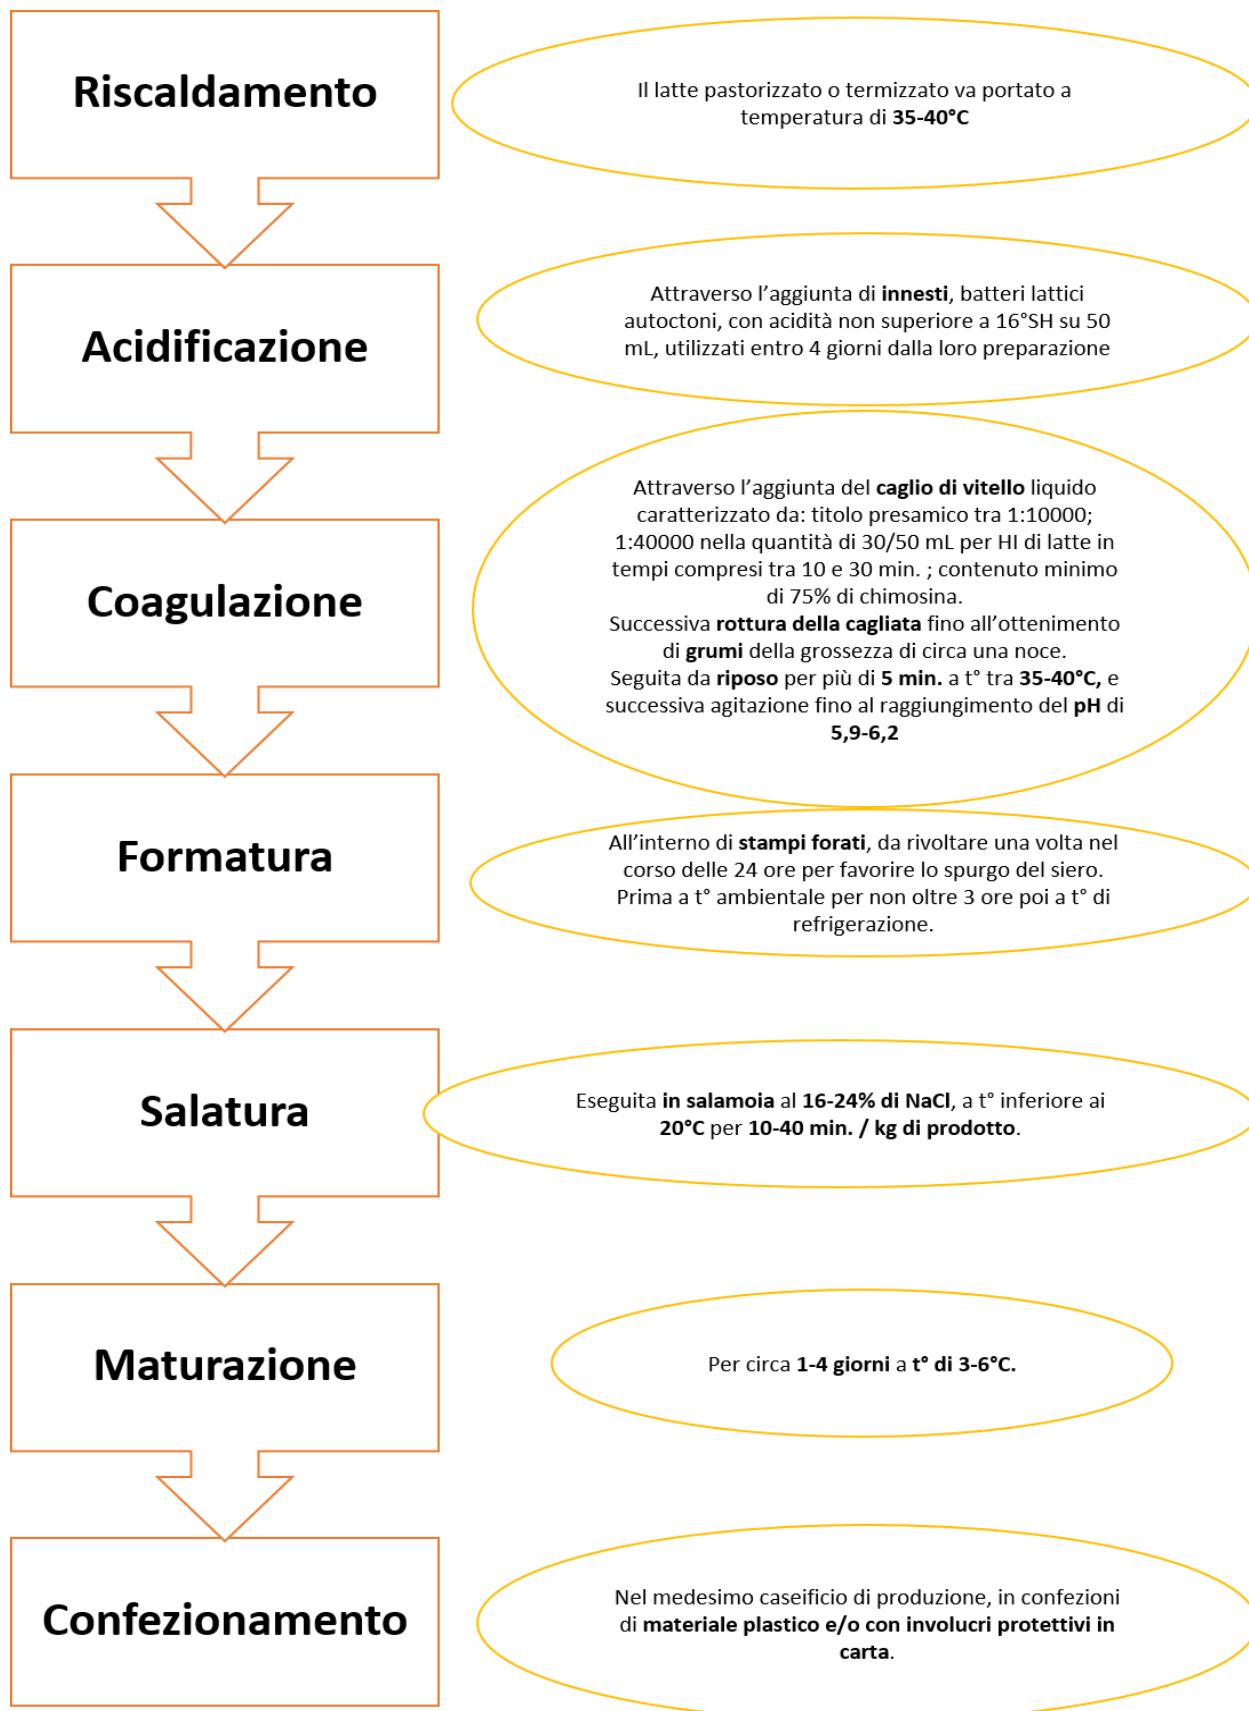 Riscaldamento
Il latte pastorizzato o termizzato va portato a
temperatura di 35-40°C
Acidificazione
Attraverso l’aggiunta di innesti, batteri lattici
autoctoni, con acidità non superiore a 16°SH su 50
mL, utilizzati entro 4 giorni dalla loro preparazione
Coagulazione
Attraverso l’aggiunta del caglio di vitello liquido
caratterizzato da: titolo presamico tra 1:10000;
1:40000 nella quantità di 30/50 mL per HI di latte in
tempi compresi tra 10 e 30 min. ; contenuto minimo
di 75% di chimosina.
Successiva rottura della cagliata fino all’ottenimento
di grumi della grossezza di circa una noce.
Seguita da riposo per più di 5 min. a t° tra 35-40°C, e
successiva agitazione fino al raggiungimento del pH di
5,9-6,2
Formatura
All’interno di stampi forati, da rivoltare una volta nel
corso delle 24 ore per favorire lo spurgo del siero.
Prima a t° ambientale per non oltre 3 ore poi a t° di
refrigerazione.
Salatura
Eseguita in salamoia al 16-24% di NaCl, a t° inferiore ai
20°C per 10-40 min. / kg di prodotto.
Maturazione
Per circa 1-4 giorni a t° di 3-6°C.
Confezionamento
Nel medesimo caseificio di produzione, in confezioni
di materiale plastico e/o con involucri protettivi in
carta.